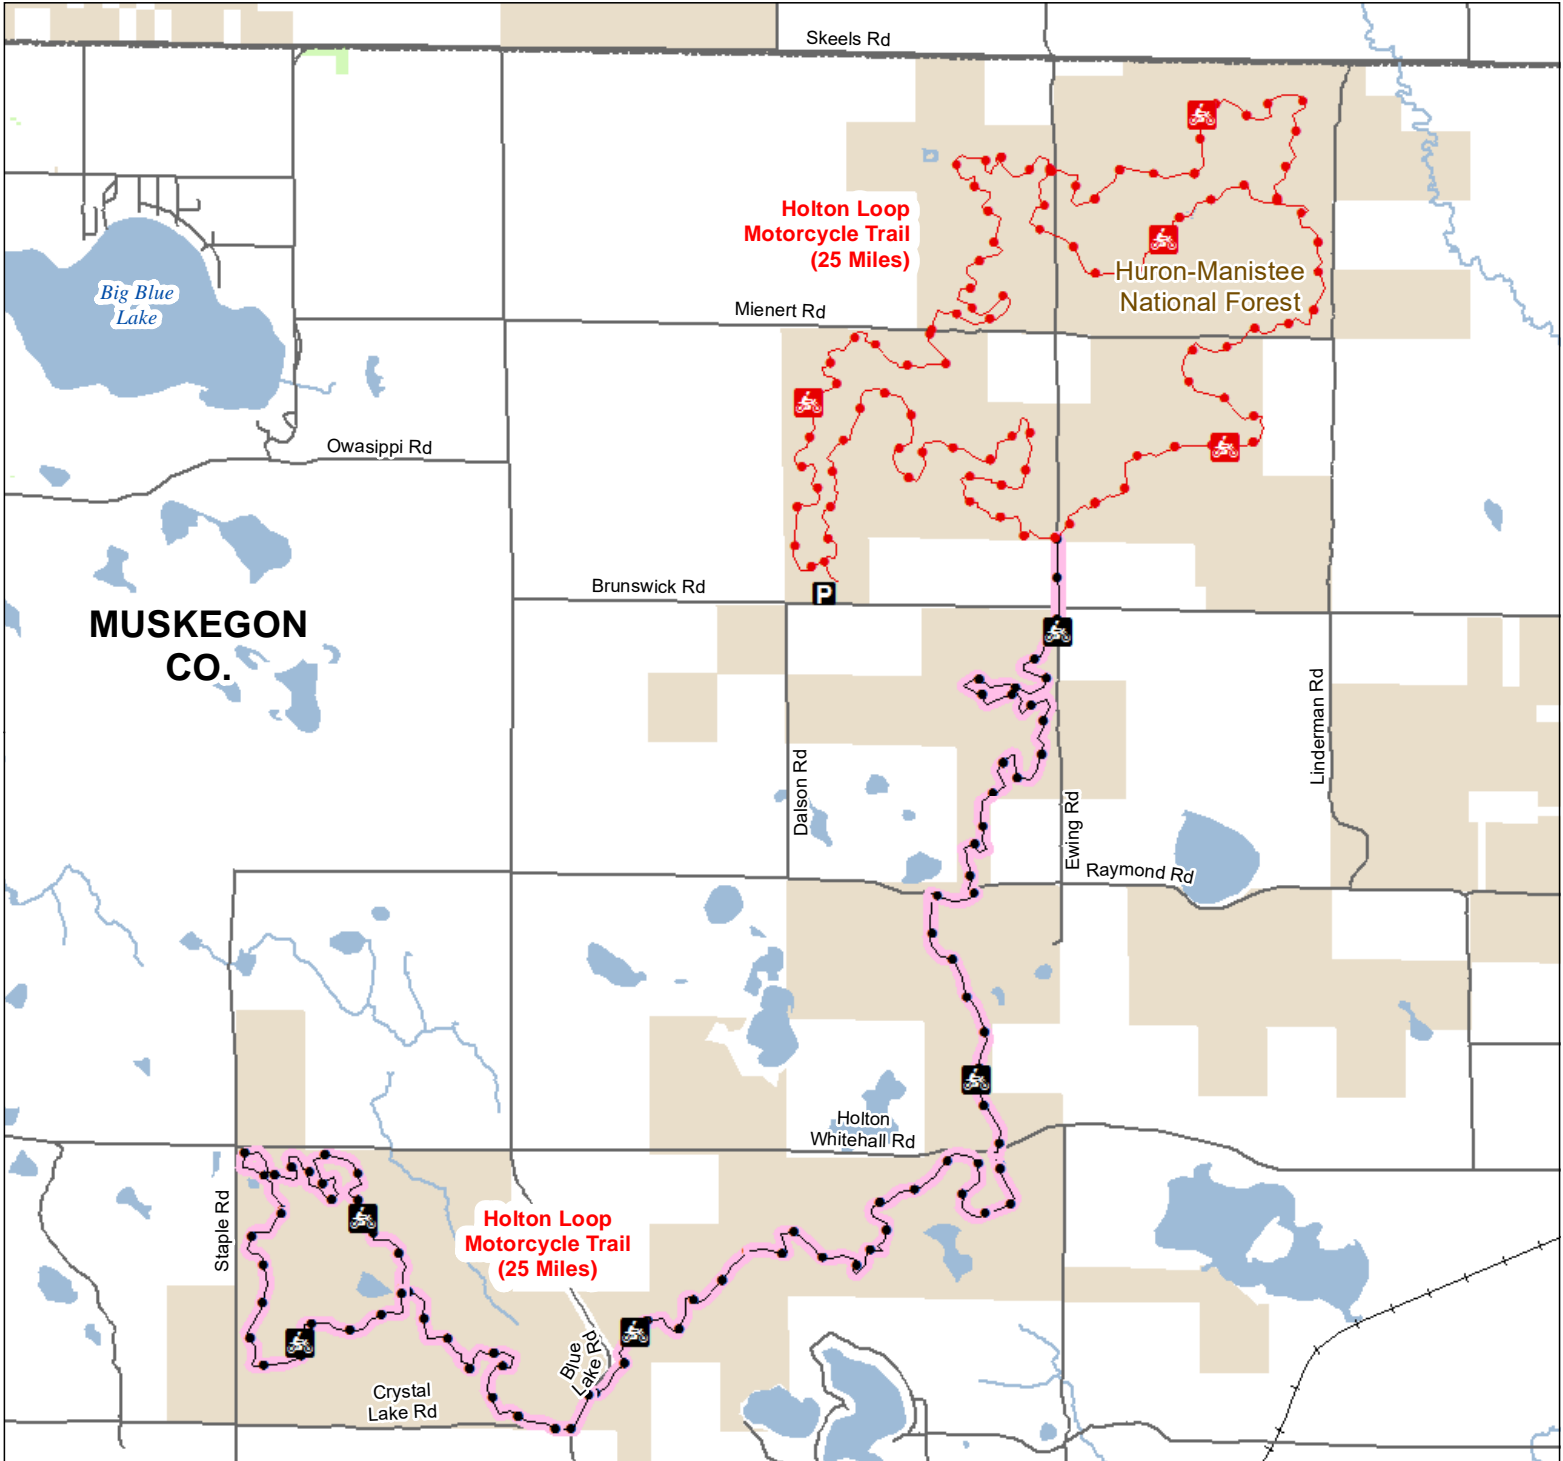 Skeels Rd
Holton Loop
Motorcycle Trail
(25 Miles)
Huron-Manistee
National Forest
Big Blue
Lake
Mienert Rd
Owasippi Rd
Brunswick Rd
P
MUSKEGON
CO.
Linderman Rd
Dalson Rd
Ewing Rd
Raymond Rd
Holton
Whitehall Rd
Staple Rd
Holton Loop
Motorcycle Trail
(25 Miles)
Blue
Lake Rd
Crystal
Lake Rd